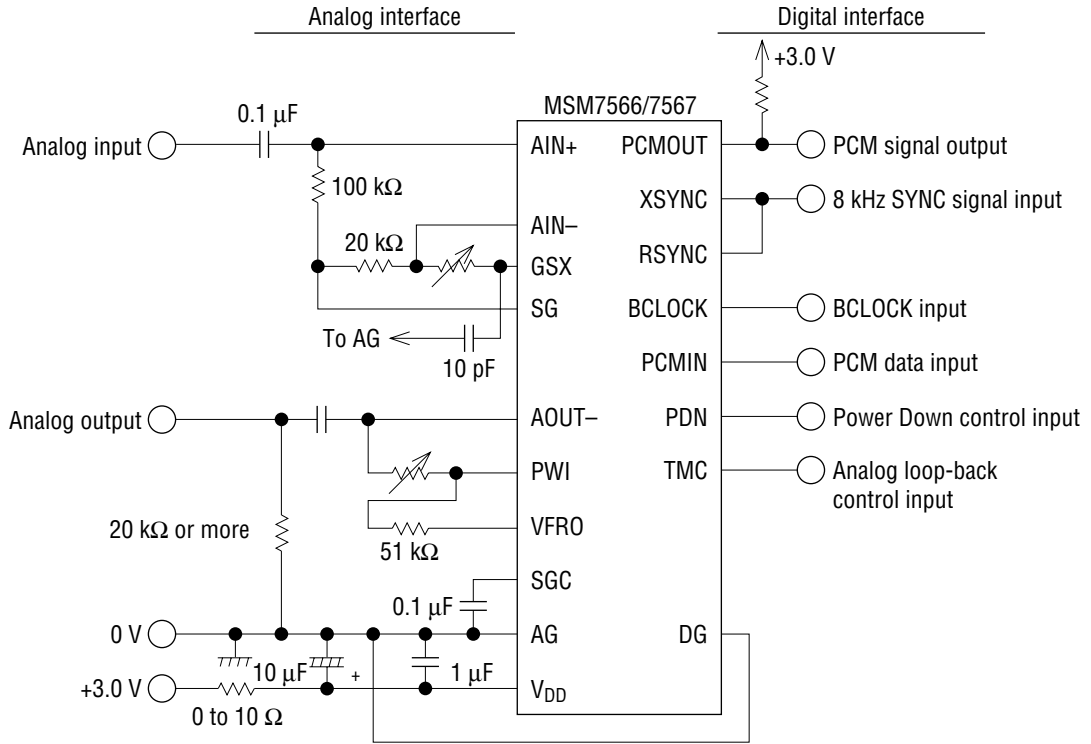 Analog interface
Digital interface
+3.0 V
MSM7566/7567
0.1 μF
Analog input
AIN+
PCMOUT
PCM signal output
100 kΩ
XSYNC
8 kHz SYNC signal input
AIN–
20 kΩ
RSYNC
GSX
SG
BCLOCK
BCLOCK input
To AG
10 pF
PCMIN
PCM data input
Analog output
AOUT–
PDN
Power Down control input
PWI
TMC
Analog loop-back
control input
20 kΩ or more
VFRO
51 kΩ
SGC
0.1 μF
0 V
AG
DG
10 μF
+
1 μF
+3.0 V
VDD
0 to 10 Ω